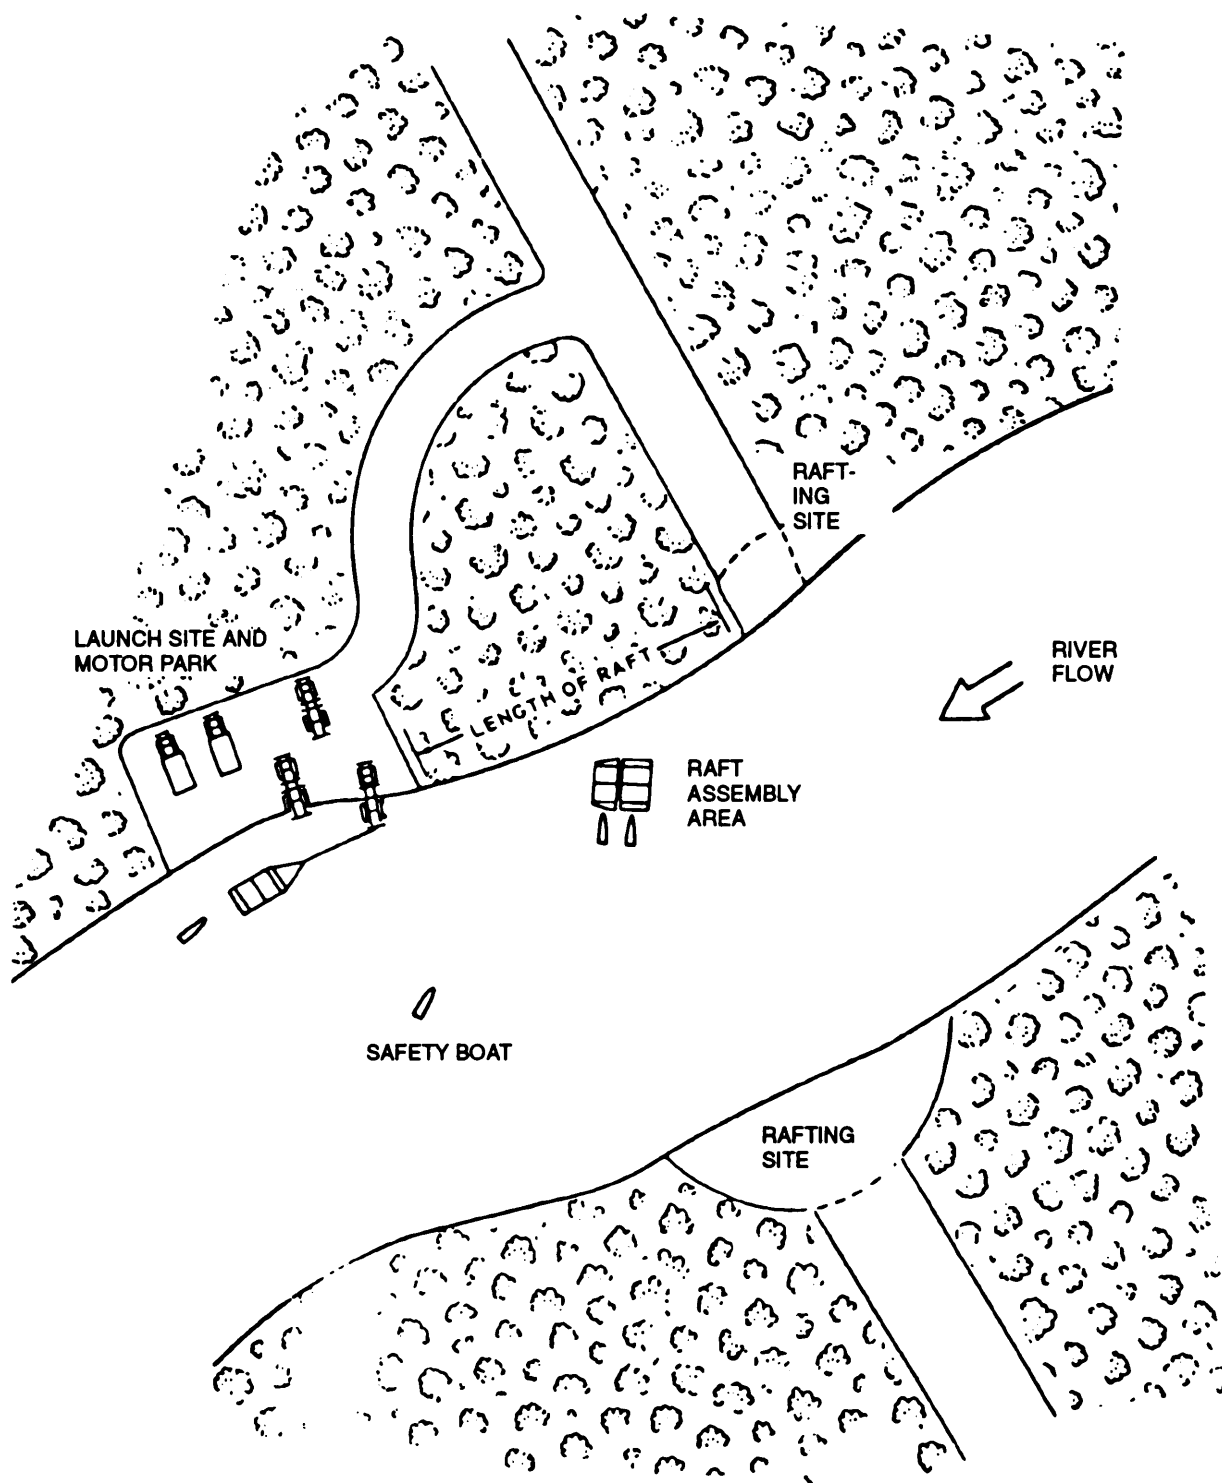 RAFT-
ING
SITE
LAUNCH SITE AND
MOTOR PARK
RIVER
FLOW
LENGTH OF RAFT
RAFT
ASSEMBLY
AREA
SAFETY BOAT
RAFTING
SITE